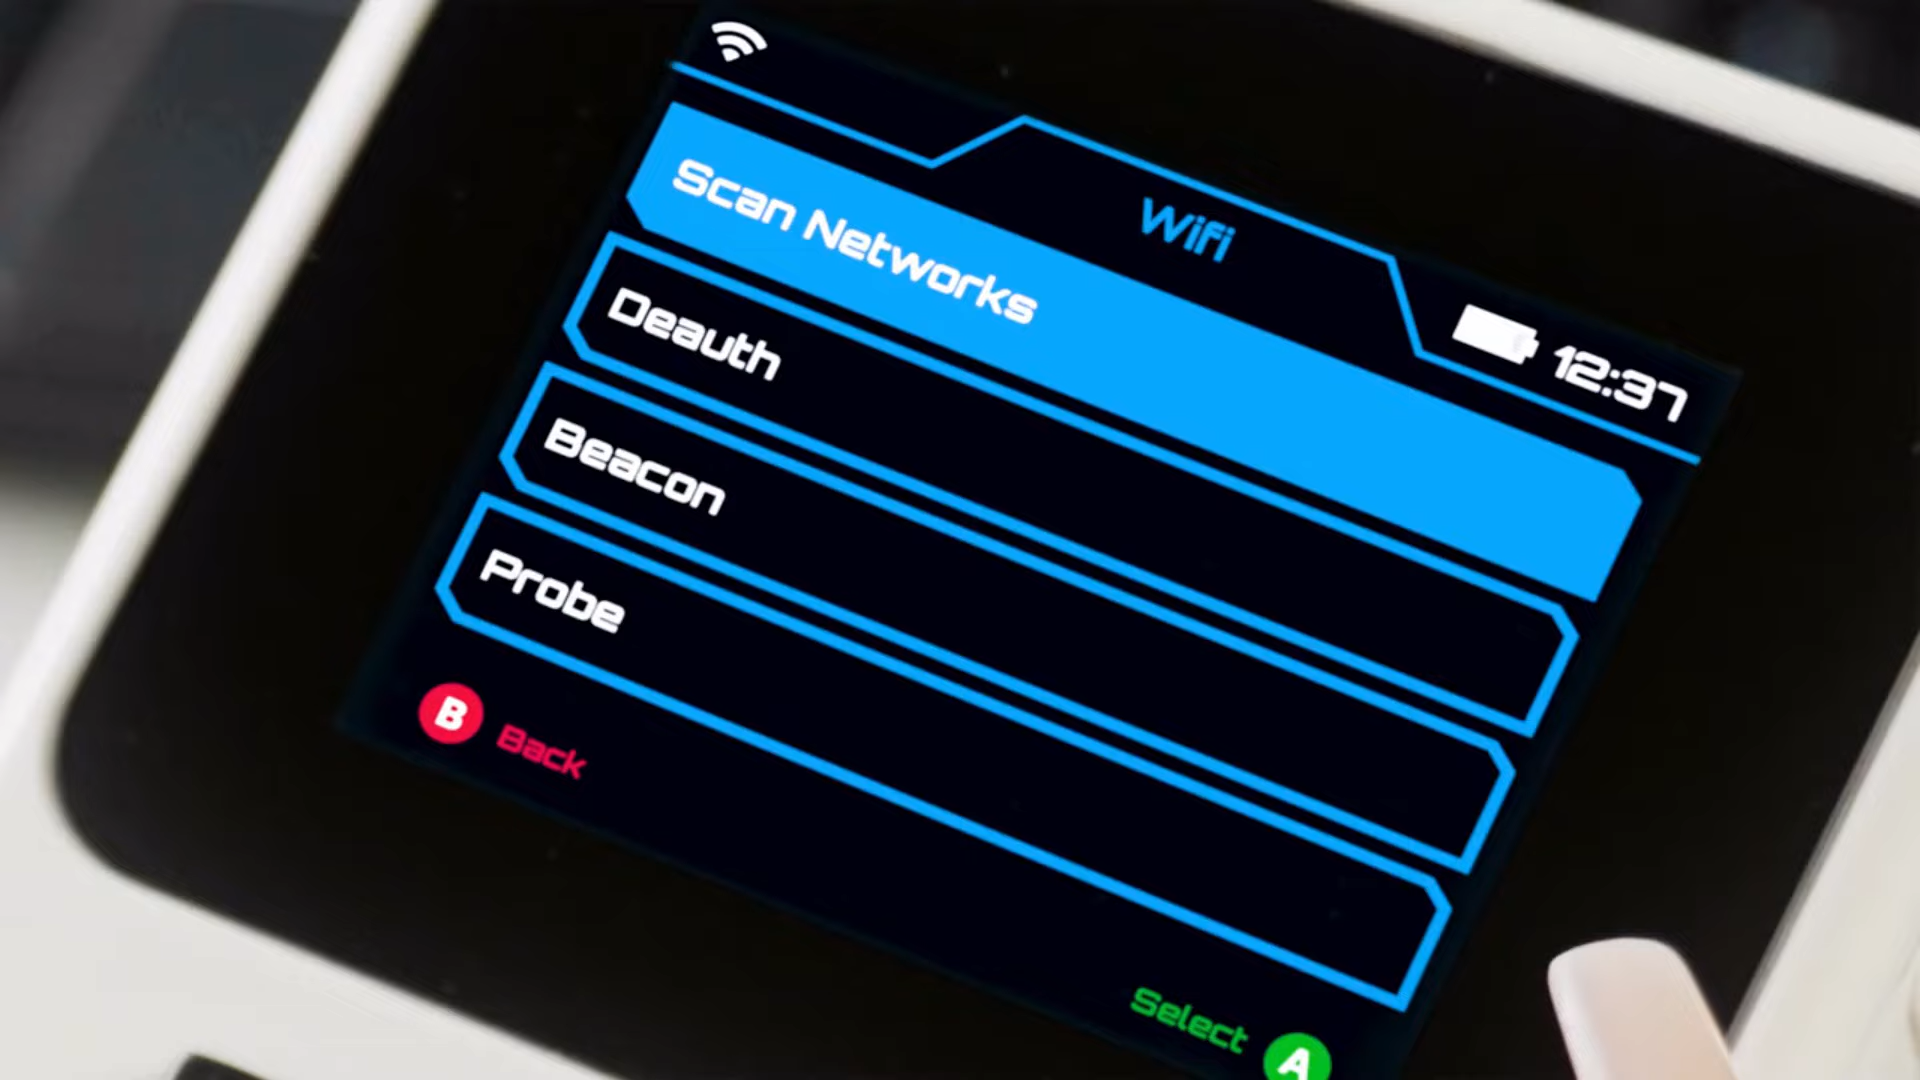 Wifi
12:37
Scan Networks
Deauth
Beacon
Probe
B Back
Select A